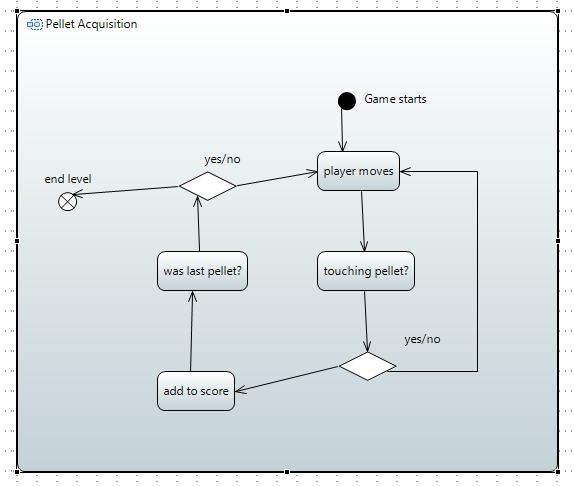 Pellet Acquisition
Game starts
yes/no
player moves
end level
was last pellet?
touching pellet?
yes/no
add to score